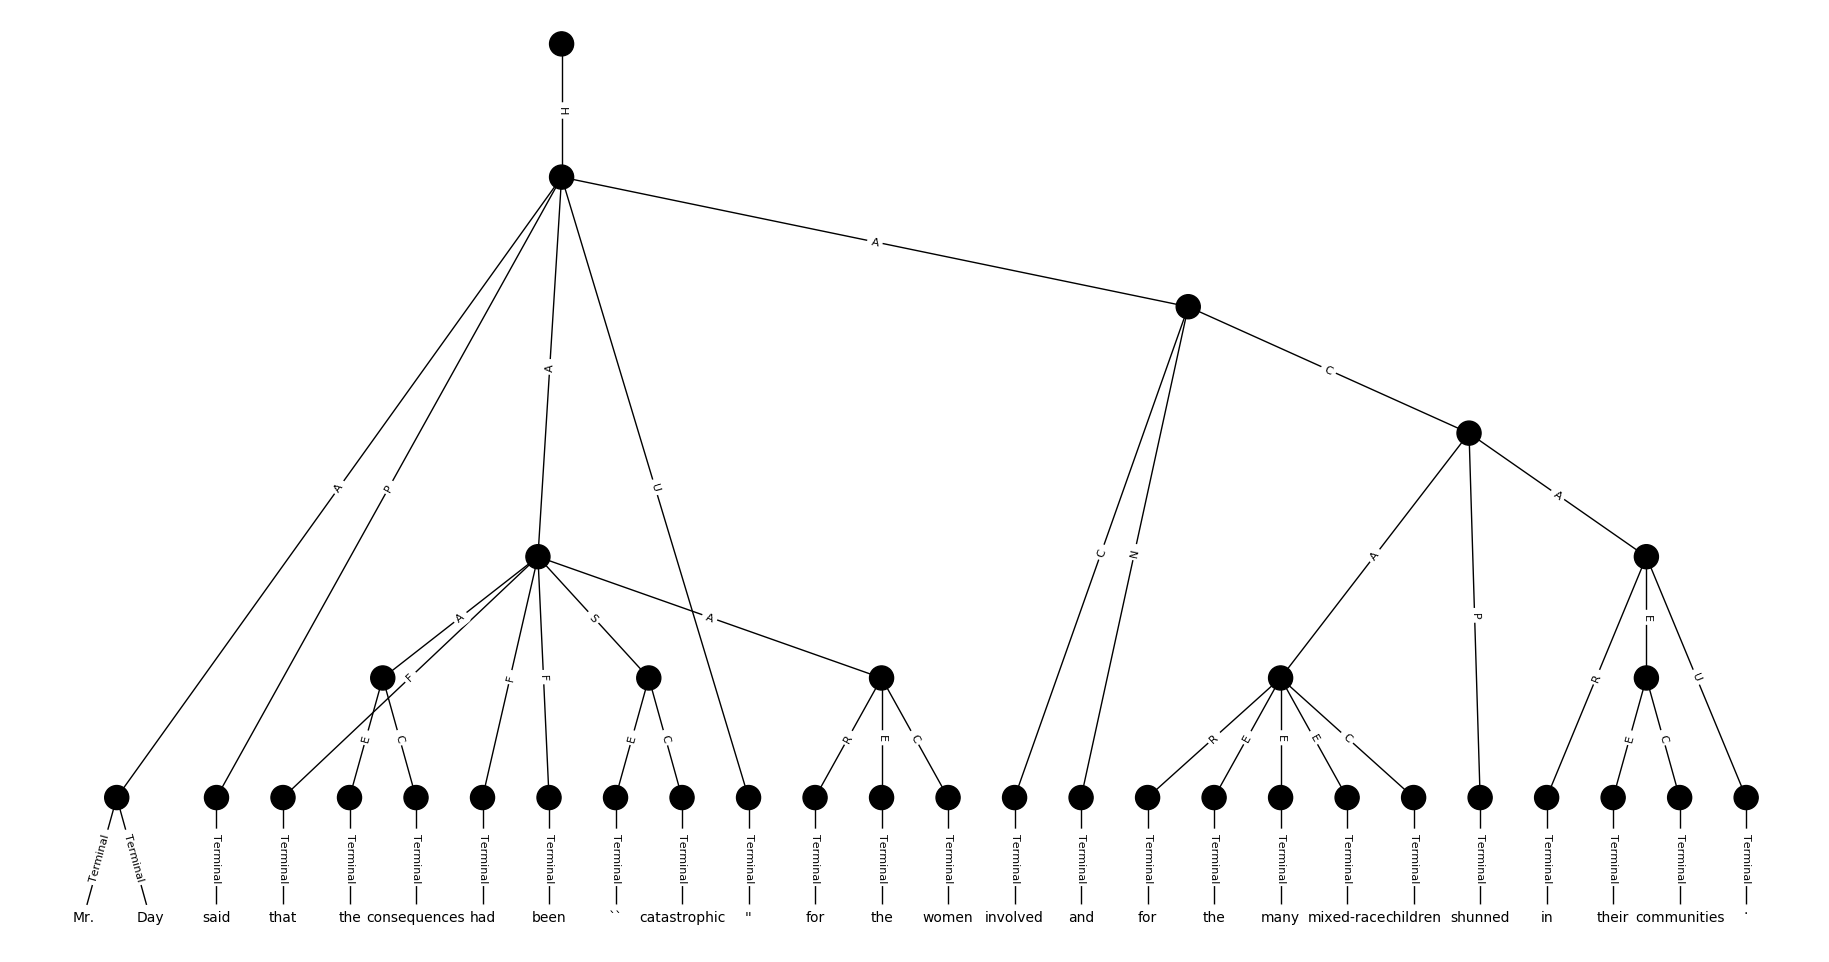 H
A
A
C
A
P
A
U
C
N
A
P
A
A
S
A
R
E
U
F
F
F
E
C
E
C
R
E
C
R
E
E
E
C
E
C
Terminal Terminal Terminal Terminal Terminal Terminal Terminal Terminal Terminal Terminal Terminal Terminal Terminal Terminal Terminal Terminal Terminal Terminal Terminal Terminal Terminal Terminal Terminal Terminal Terminal Terminal
Mr. Day said that the consequences had been `` catastrophic " for the women involved and for the many mixed-race children shunned in their communities .